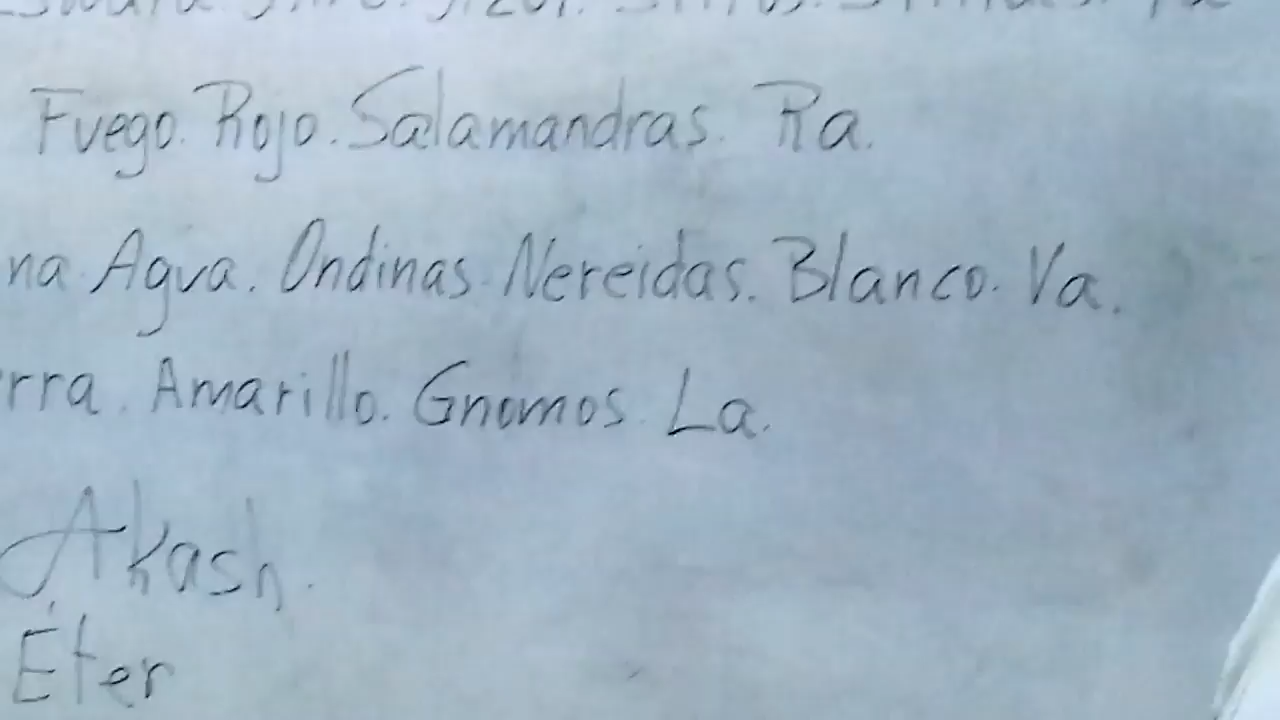 Fuego. Rojo. Salamandras. Ra.
na Agua. Ondinas. Nereidas. Blanco. Va.
rra. Amarillo. Gnomos. La.
Akash.
Éter